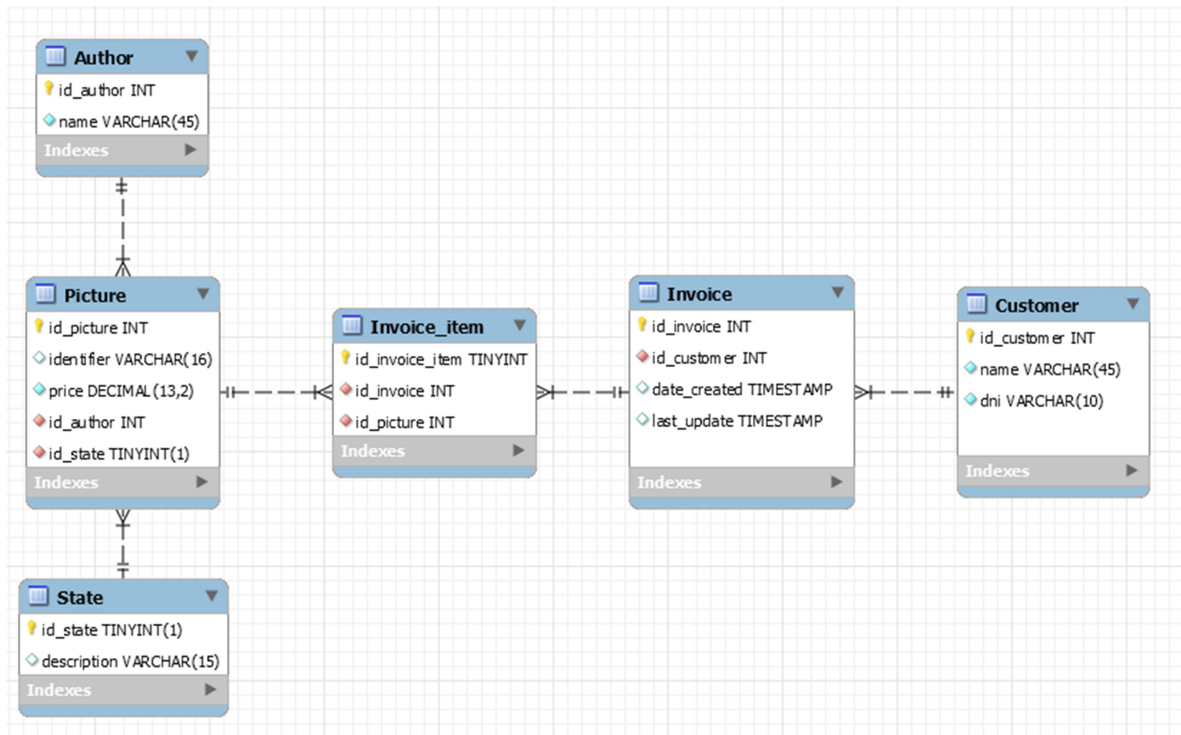 Author
id_author INT
name VARCHAR(45)
Indexes
Picture
id_picture INT
identifier VARCHAR(16)
price DECIMAL(13,2)
id_author INT
id_state TINYINT(1)
Indexes
Invoice_item
id_invoice_item TINYINT
id_invoice INT
id_picture INT
Indexes
Invoice
id_invoice INT
id_customer INT
date_created TIMESTAMP
last_update TIMESTAMP
Indexes
Customer
id_customer INT
name VARCHAR(45)
dni VARCHAR(10)
Indexes
State
id_state TINYINT(1)
description VARCHAR(15)
Indexes